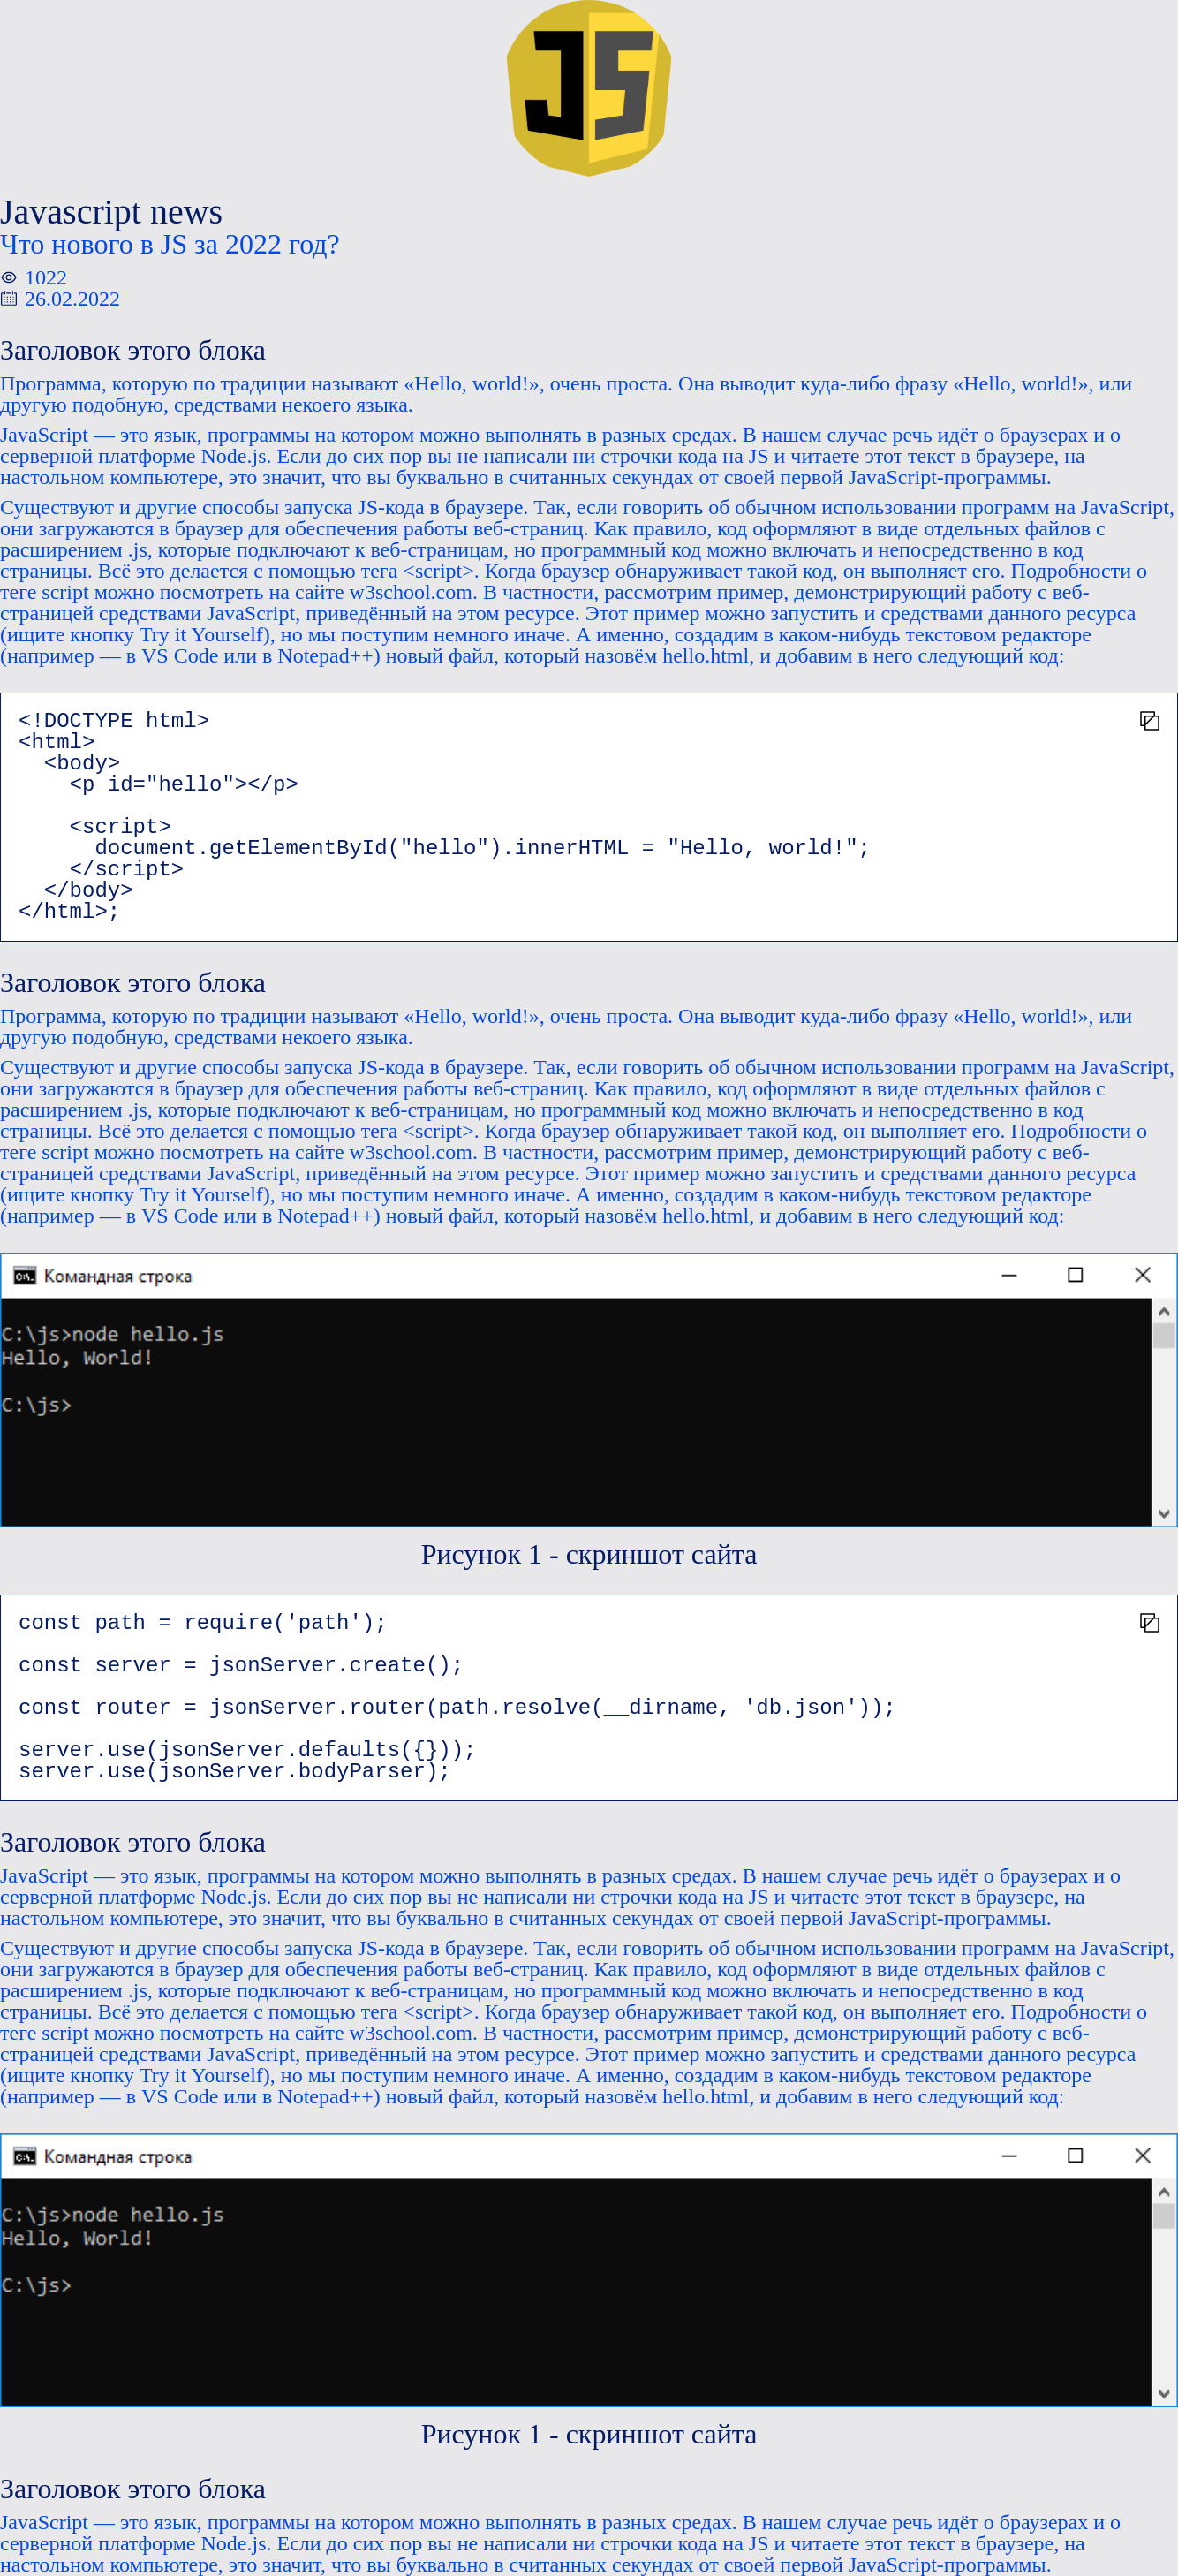 JS
Javascript news
Что нового в JS за 2022 год?
1022
26.02.2022
Заголовок этого блока
Программа, которую по традиции называют «Hello, world!», очень проста. Она выводит куда-либо фразу «Hello, world!», или
другую подобную, средствами некоего языка.
JavaScript — это язык, программы на котором можно выполнять в разных средах. В нашем случае речь идёт о браузерах и о
серверной платформе Node.js. Если до сих пор вы не написали ни строчки кода на JS и читаете этот текст в браузере, на
настольном компьютере, это значит, что вы буквально в считанных секундах от своей первой JavaScript-программы.
Существуют и другие способы запуска JS-кода в браузере. Так, если говорить об обычном использовании программ на JavaScript,
они загружаются в браузер для обеспечения работы веб-страниц. Как правило, код оформляют в виде отдельных файлов с
расширением .js, которые подключают к веб-страницам, но программный код можно включать и непосредственно в код
страницы. Всё это делается с помощью тега <script>. Когда браузер обнаруживает такой код, он выполняет его. Подробности о
теге script можно посмотреть на сайте w3school.com. В частности, рассмотрим пример, демонстрирующий работу с веб-
страницей средствами JavaScript, приведённый на этом ресурсе. Этот пример можно запустить и средствами данного ресурса
(ищите кнопку Try it Yourself), но мы поступим немного иначе. А именно, создадим в каком-нибудь текстовом редакторе
(например — в VS Code или в Notepad++) новый файл, который назовём hello.html, и добавим в него следующий код:
<!DOCTYPE html>
<html>
<body>
<p id="hello"></p>
<script>
document.getElementById("hello").innerHTML = "Hello, world!";
</script>
</body>
</html>;
Заголовок этого блока
Программа, которую по традиции называют «Hello, world!», очень проста. Она выводит куда-либо фразу «Hello, world!», или
другую подобную, средствами некоего языка.
Существуют и другие способы запуска JS-кода в браузере. Так, если говорить об обычном использовании программ на JavaScript,
они загружаются в браузер для обеспечения работы веб-страниц. Как правило, код оформляют в виде отдельных файлов с
расширением .js, которые подключают к веб-страницам, но программный код можно включать и непосредственно в код
страницы. Всё это делается с помощью тега <script>. Когда браузер обнаруживает такой код, он выполняет его. Подробности о
теге script можно посмотреть на сайте w3school.com. В частности, рассмотрим пример, демонстрирующий работу с веб-
страницей средствами JavaScript, приведённый на этом ресурсе. Этот пример можно запустить и средствами данного ресурса
(ищите кнопку Try it Yourself), но мы поступим немного иначе. А именно, создадим в каком-нибудь текстовом редакторе
(например — в VS Code или в Notepad++) новый файл, который назовём hello.html, и добавим в него следующий код:
Командная строка
C:\js>node hello.js
Hello, World!
C:\js>
Рисунок 1 - скриншот сайта
const path = require('path');
const server = jsonServer.create();
const router = jsonServer.router(path.resolve(__dirname, 'db.json'));
server.use(jsonServer.defaults({}));
server.use(jsonServer.bodyParser);
Заголовок этого блока
JavaScript — это язык, программы на котором можно выполнять в разных средах. В нашем случае речь идёт о браузерах и о
серверной платформе Node.js. Если до сих пор вы не написали ни строчки кода на JS и читаете этот текст в браузере, на
настольном компьютере, это значит, что вы буквально в считанных секундах от своей первой JavaScript-программы.
Существуют и другие способы запуска JS-кода в браузере. Так, если говорить об обычном использовании программ на JavaScript,
они загружаются в браузер для обеспечения работы веб-страниц. Как правило, код оформляют в виде отдельных файлов с
расширением .js, которые подключают к веб-страницам, но программный код можно включать и непосредственно в код
страницы. Всё это делается с помощью тега <script>. Когда браузер обнаруживает такой код, он выполняет его. Подробности о
теге script можно посмотреть на сайте w3school.com. В частности, рассмотрим пример, демонстрирующий работу с веб-
страницей средствами JavaScript, приведённый на этом ресурсе. Этот пример можно запустить и средствами данного ресурса
(ищите кнопку Try it Yourself), но мы поступим немного иначе. А именно, создадим в каком-нибудь текстовом редакторе
(например — в VS Code или в Notepad++) новый файл, который назовём hello.html, и добавим в него следующий код:
Командная строка
C:\js>node hello.js
Hello, World!
C:\js>
Рисунок 1 - скриншот сайта
Заголовок этого блока
JavaScript — это язык, программы на котором можно выполнять в разных средах. В нашем случае речь идёт о браузерах и о
серверной платформе Node.js. Если до сих пор вы не написали ни строчки кода на JS и читаете этот текст в браузере, на
настольном компьютере, это значит, что вы буквально в считанных секундах от своей первой JavaScript-программы.